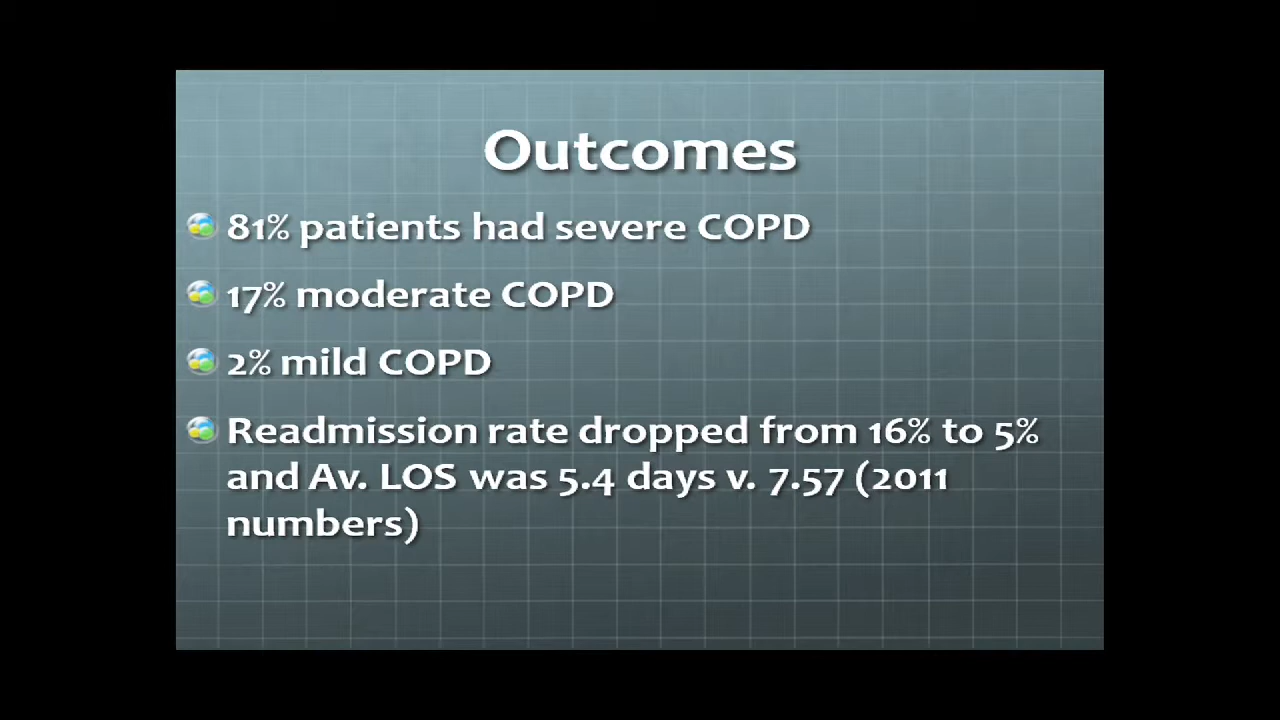 Outcomes
81% patients had severe COPD
17% moderate COPD
2% mild COPD
Readmission rate dropped from 16% to 5%
and Av. LOS was 5.4 days v. 7.57 (2011
numbers)